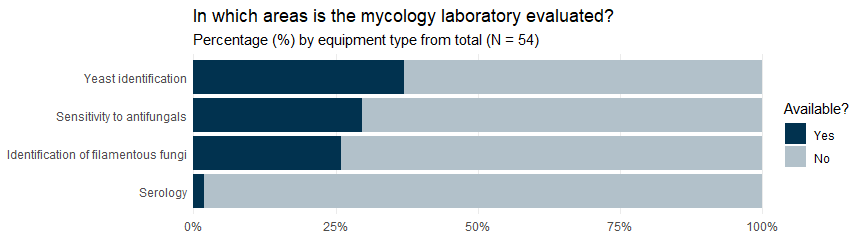 In which areas is the mycology laboratory evaluated?
Percentage (%) by equipment type from total (N = 54)
Yeast identification
Sensitivity to antifungals
Identification of filamentous fungi
Serology
0% 25% 50% 75% 100%
Available?
Yes
No